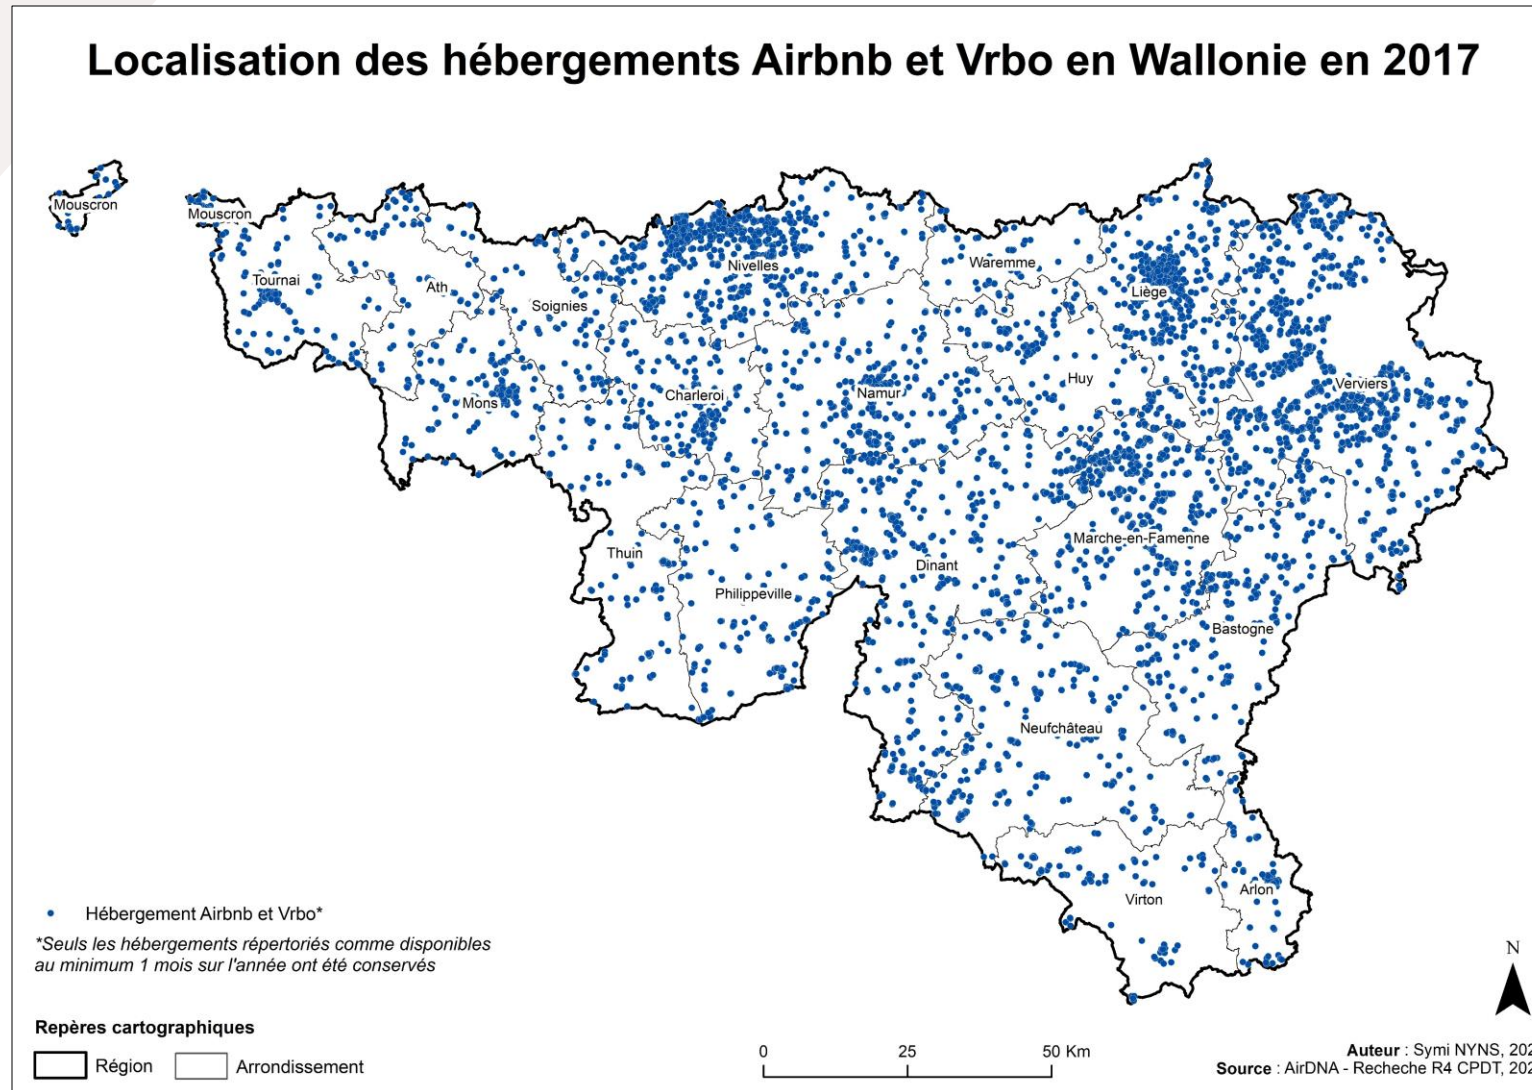 Localisation des hébergements Airbnb et Vrbo en Wallonie en 2017
Mouscron
Mouscron
Tournai
Ath
Soignies
Nivelles
Waremme
Liège
Mons
Charleroi
Namur
Huy
Verviers
Thuin
Philippeville
Dinant
Marche-en-Famenne
Bastogne
Neufchâteau
Virton
Arlon
Hébergement Airbnb et Vrbo*
*Seuls les hébergements répertoriés comme disponibles
au minimum 1 mois sur l'année ont été conservés
Repères cartographiques
Région
Arrondissement
0 25 50 Km
N
Auteur : Symi NYNS, 202
Source : AirDNA - Recheche R4 CPDT, 202